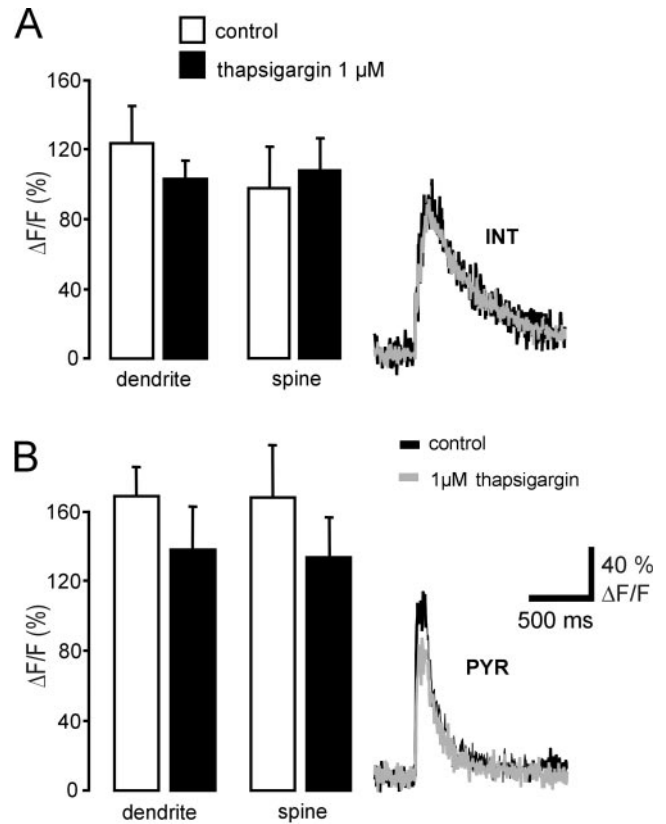 A
control
thapsigargin 1 μM
160
120
80
40
0
ΔF/F (%)
dendrite
spine
INT
B
control
1μM thapsigargin
160
120
80
40
0
ΔF/F (%)
dendrite
spine
PYR
40 %
ΔF/F
500 ms